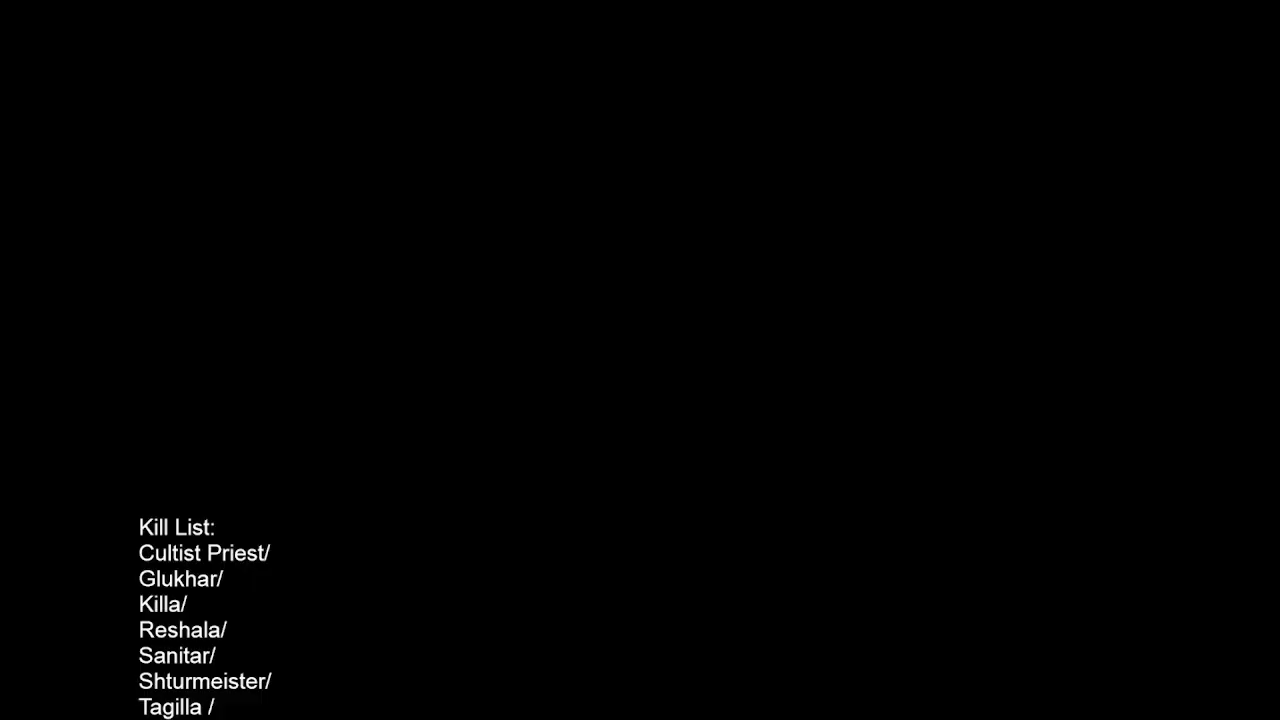 Kill List:
Cultist Priest/
Glukhar/
Killa/
Reshala/
Sanitar/
Shturmeister/
Tagilla /